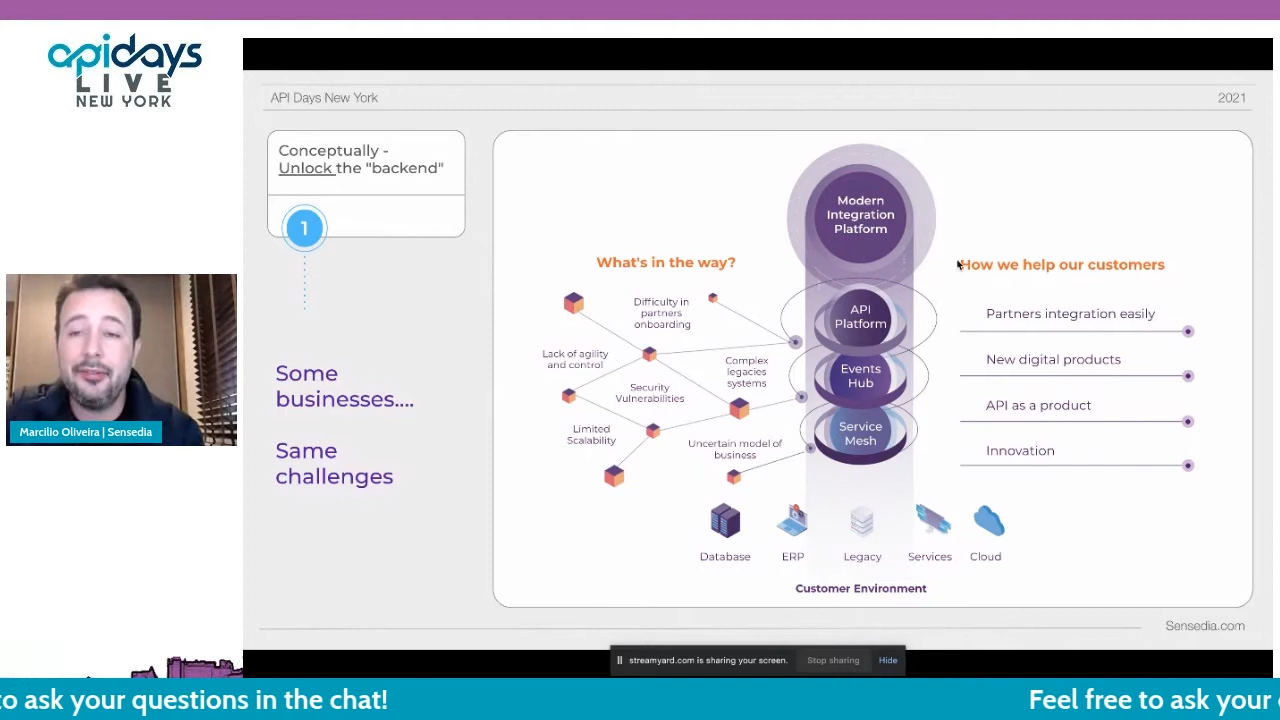 apidays
LIVE
NEW YORK
API Days New York
2021
Conceptually -
Unlock the "backend"
1
Some
businesses....
Same
challenges
Marcilio Oliveira | Sensedia
What's in the way?
Difficulty in
partners
onboarding
Lack of agility
and control
Complex
legacies
systems
Security
Vulnerabilities
Limited
Scalability
Uncertain model of
business
Modern
Integration
Platform
API
Platform
Events
Hub
Service
Mesh
How we help our customers
Partners integration easily
New digital products
API as a product
Innovation
Database
ERP
Legacy
Services
Cloud
Customer Environment
Sensedia.com
streamyard.com is sharing your screen.
Stop sharing
Hide
to ask your questions in the chat!
Feel free to ask your